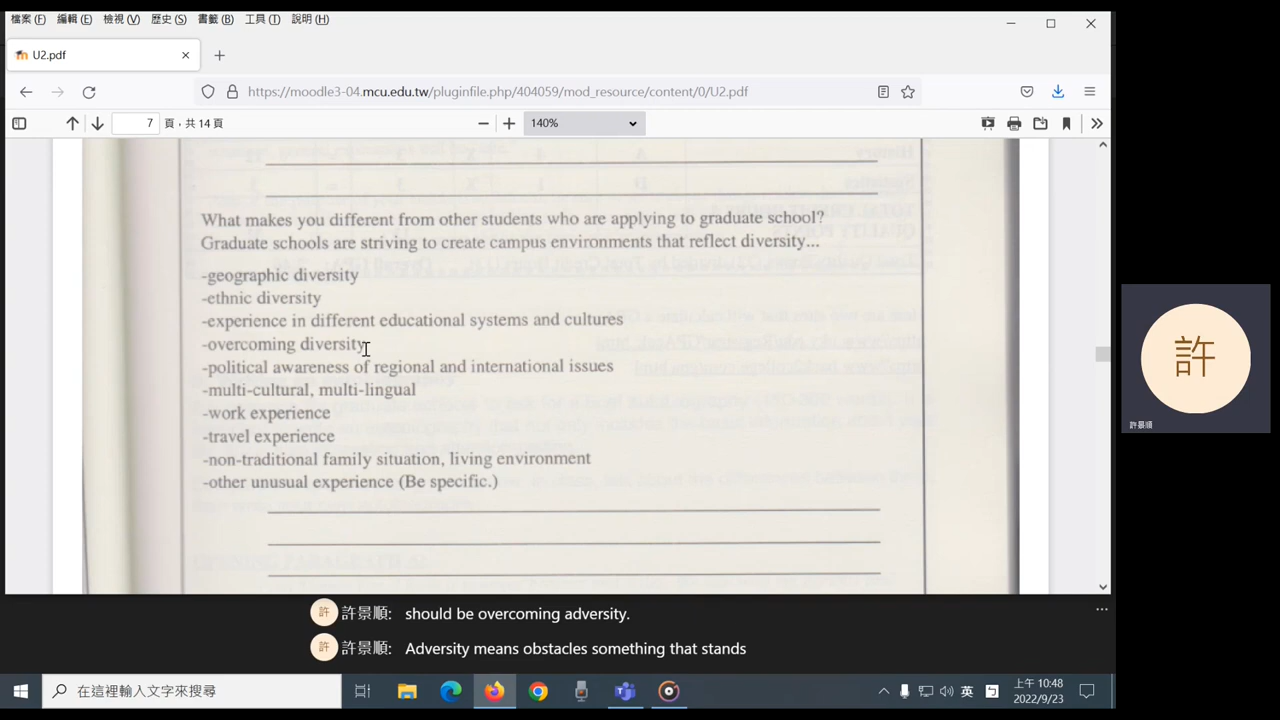 檔案(F) 編輯(E) 檢視(V) 歷史(S) 書籤(B) 工具(T) 說明(H)
U2.pdf
https://moodle3-04.mcu.edu.tw/pluginfile.php/404059/mod_resource/content/0/U2.pdf
7 頁，共 14 頁 140%
What makes you different from other students who are applying to graduate school?
Graduate schools are striving to create campus environments that reflect diversity...
-geographic diversity
-ethnic diversity
-experience in different educational systems and cultures
-overcoming diversity
-political awareness of regional and international issues
-multi-cultural, multi-lingual
-work experience
-travel experience
-non-traditional family situation, living environment
-other unusual experience (Be specific.)
許
許景順
許 許景順: should be overcoming adversity.
許 許景順: Adversity means obstacles something that stands
在這裡輸入文字來搜尋
英
上午 10:48
2022/9/23